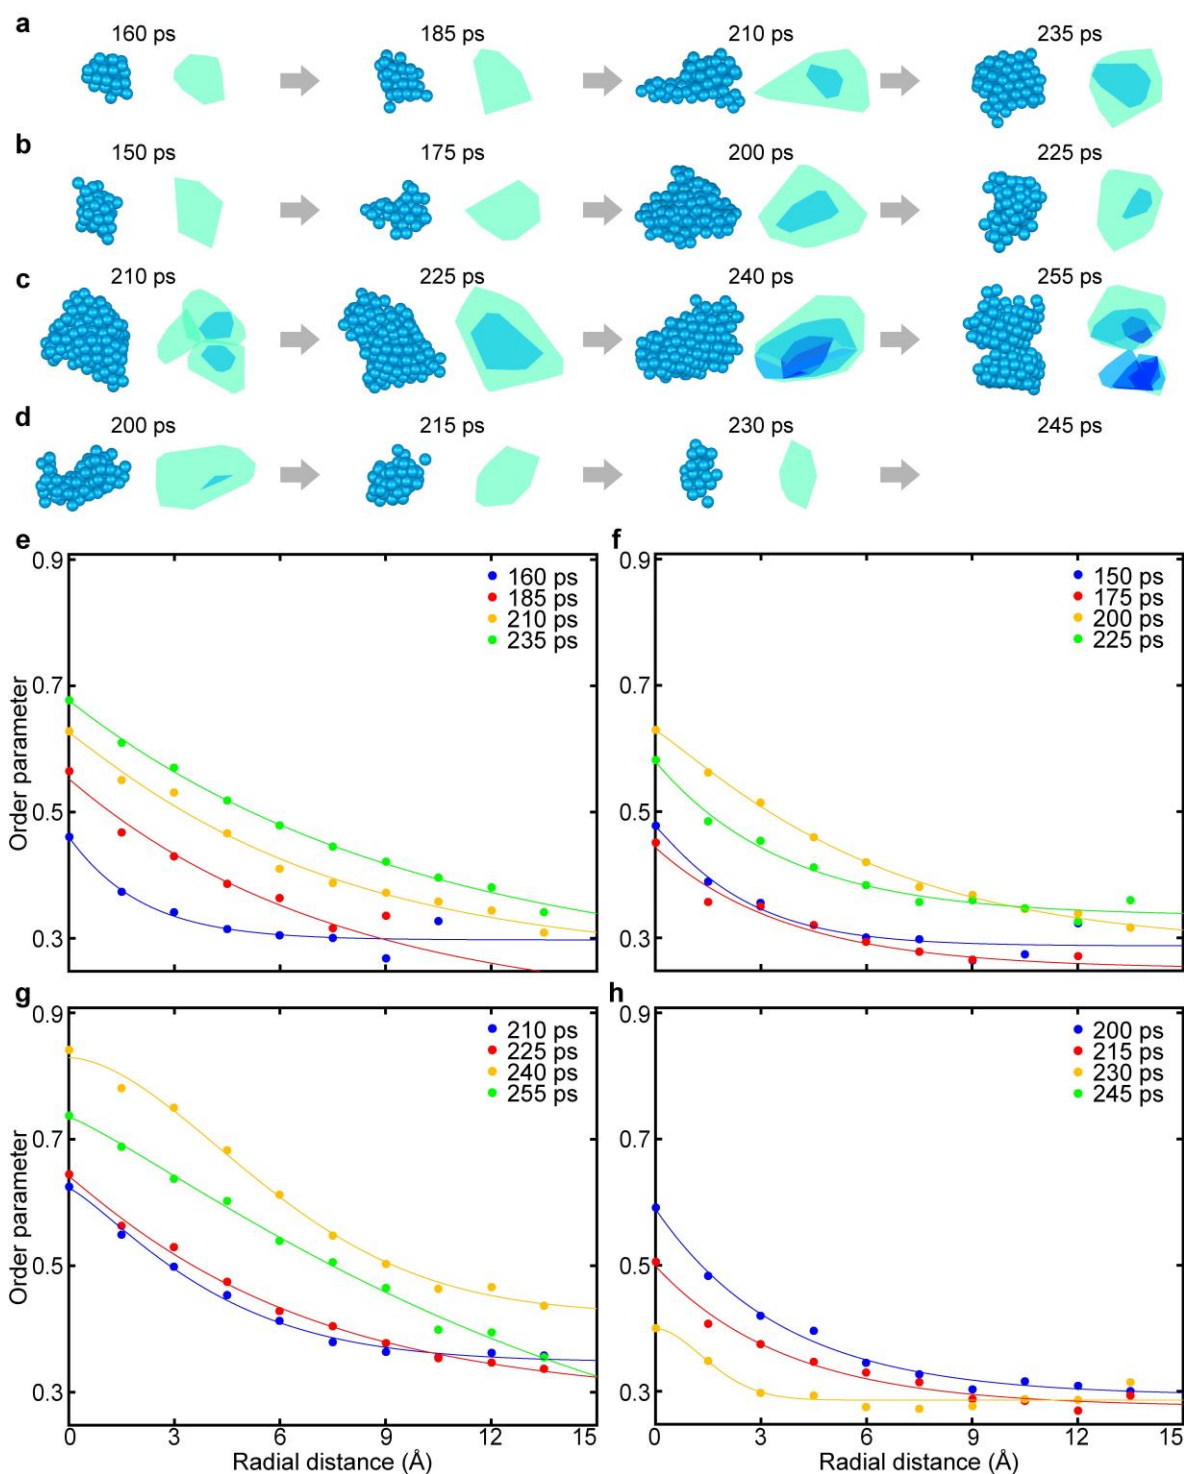 a
160 ps 185 ps 210 ps 235 ps
b
150 ps 175 ps 200 ps 225 ps
c
210 ps 225 ps 240 ps 255 ps
d
200 ps 215 ps 230 ps 245 ps
e
0.9
0.7
0.5
0.3
Order parameter
160 ps
185 ps
210 ps
235 ps
f
0.9
0.7
0.5
0.3
150 ps
175 ps
200 ps
225 ps
g
0.9
0.7
0.5
0.3
Order parameter
210 ps
225 ps
240 ps
255 ps
0 3 6 9 12 15
Radial distance (Å)
h
0.9
0.7
0.5
0.3
200 ps
215 ps
230 ps
245 ps
0 3 6 9 12 15
Radial distance (Å)